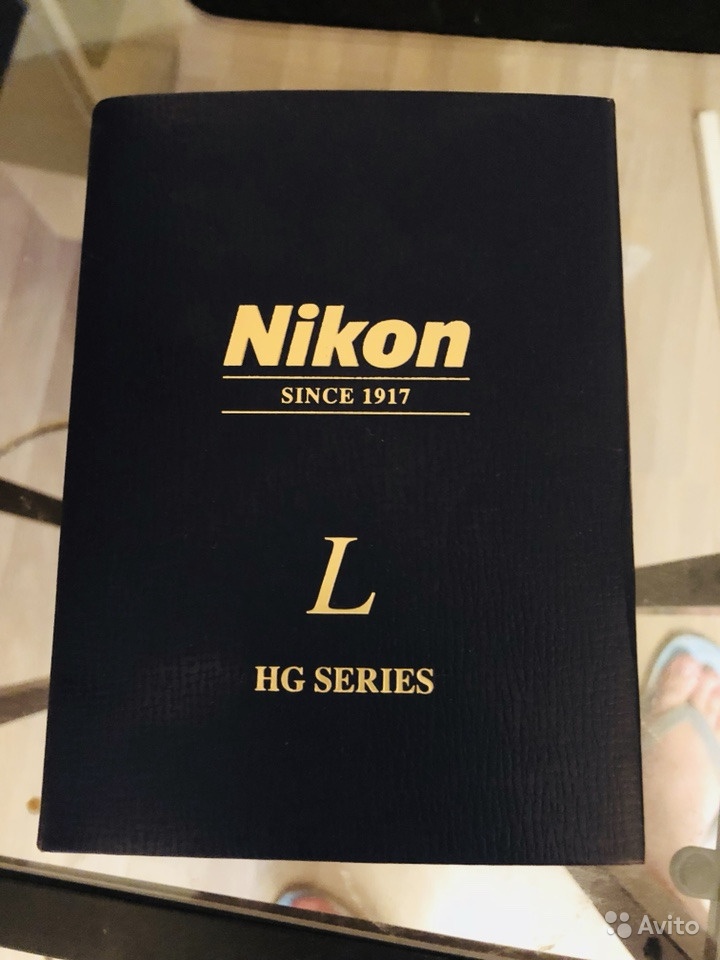 Nikon
SINCE 1917
L
HG SERIES
Avito